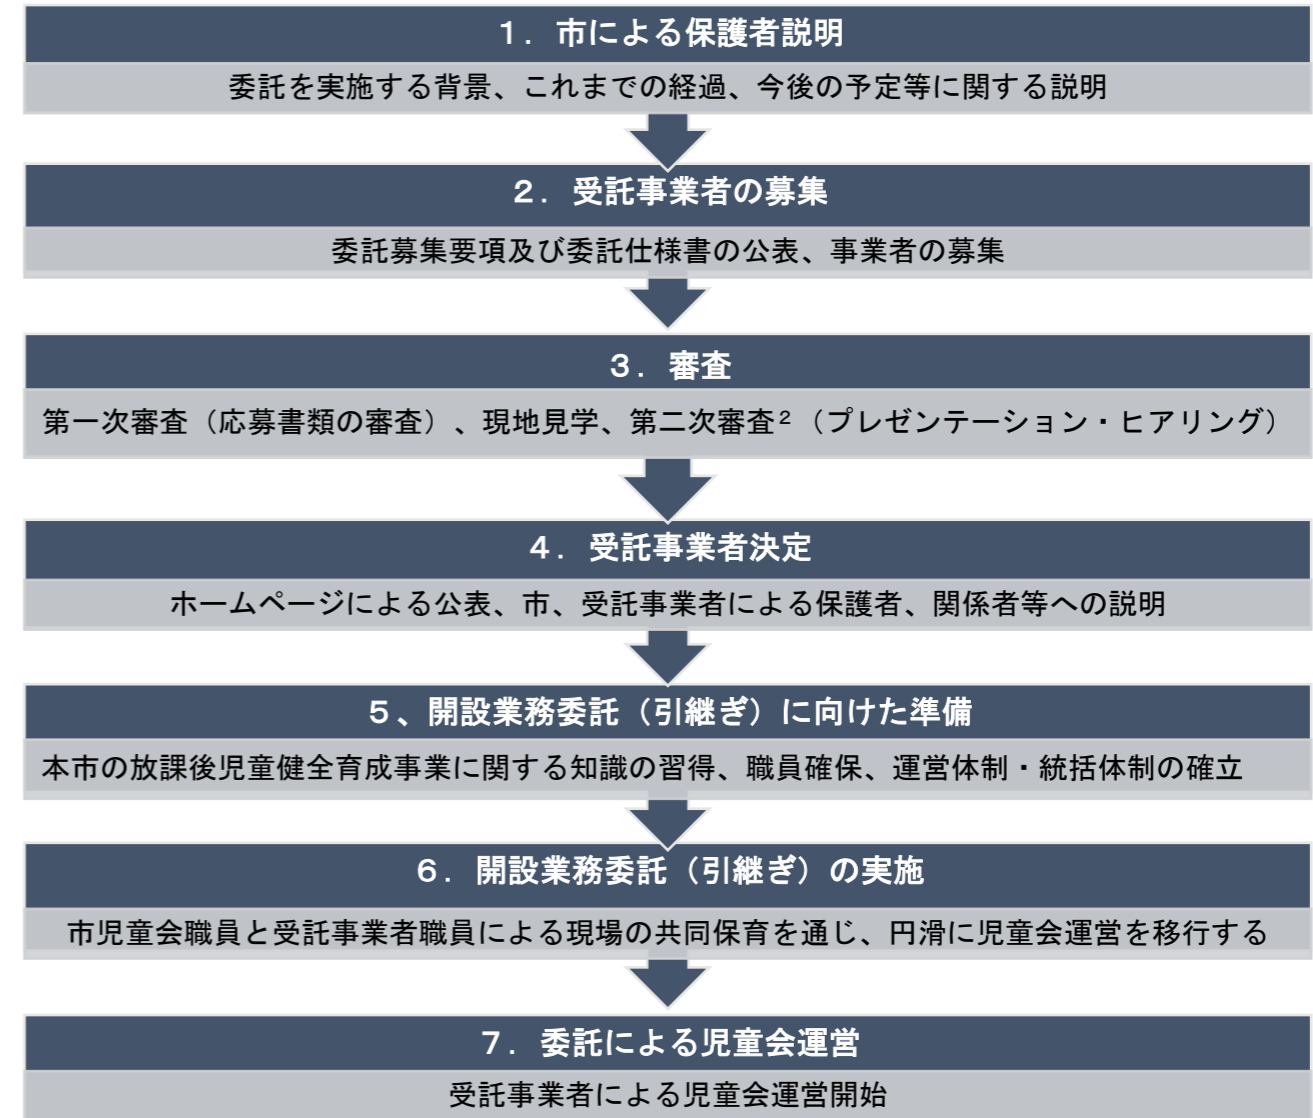 １．市による保護者説明
委託を実施する背景、これまでの経過、今後の予定等に関する説明
２．受託事業者の募集
委託募集要項及び委託仕様書の公表、事業者の募集
３．審査
第一次審査（応募書類の審査）、現地見学、第二次審査²（プレゼンテーション・ヒアリング）
４．受託事業者決定
ホームページによる公表、市、受託事業者による保護者、関係者等への説明
５、開設業務委託（引継ぎ）に向けた準備
本市の放課後児童健全育成事業に関する知識の習得、職員確保、運営体制・統括体制の確立
６．開設業務委託（引継ぎ）の実施
市児童会職員と受託事業者職員による現場の共同保育を通じ、円滑に児童会運営を移行する
７．委託による児童会運営
受託事業者による児童会運営開始